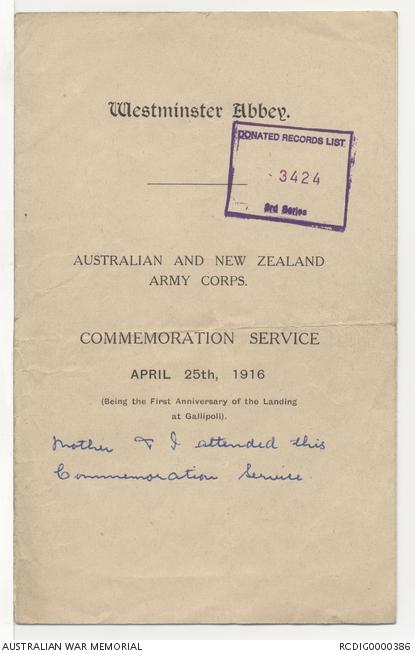 Westminster Abbey.
DONATED RECORDS LIST
3424
3rd Series
AUSTRALIAN AND NEW ZEALAND
ARMY CORPS.
COMMEMORATION SERVICE
APRIL 25th, 1916
(Being the First Anniversary of the Landing
at Gallipoli).
Mother & I attended this
Commemoration Service.
AUSTRALIAN WAR MEMORIAL
RCDIG0000386